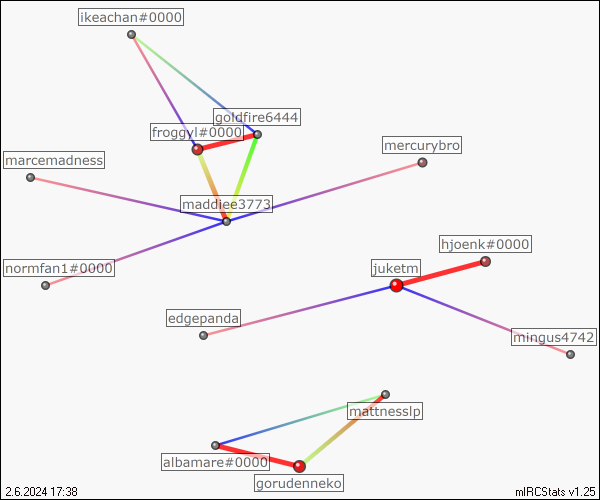 ikeachan#0000
goldfire6444
froggyl#0000
mercurybro
marcemadness
maddiee3773
hjoenk#0000
normfan1#0000
juketm
edgepanda
mingus4742
mattnesslp
albamare#0000
gorudenneko
2.6.2024 17:38
mIRCStats v1.25